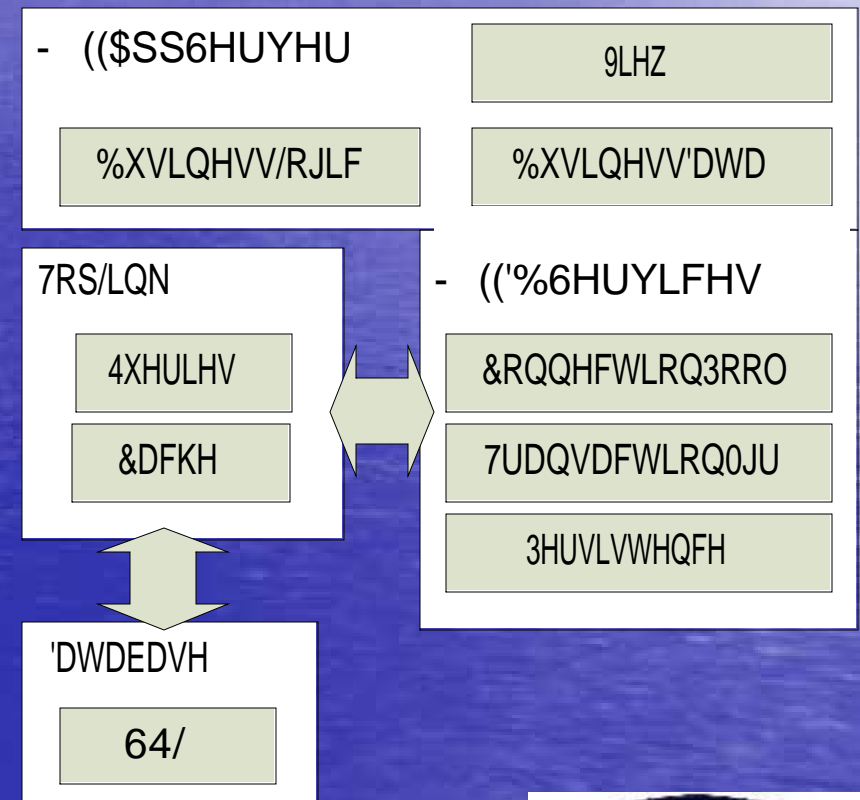 - (($SS6HUYHU
9LHZ
%XVLQHVV/RJLF
%XVLQHVV'DWD
7RS/LQN
4XHULHV
&DFKH
- (('%6HUYLFHV
&RQQHFWLRQ3RRO
7UDQVDFWLRQ0JU
3HUVLVWHQFH
'DWDEDVH
64/